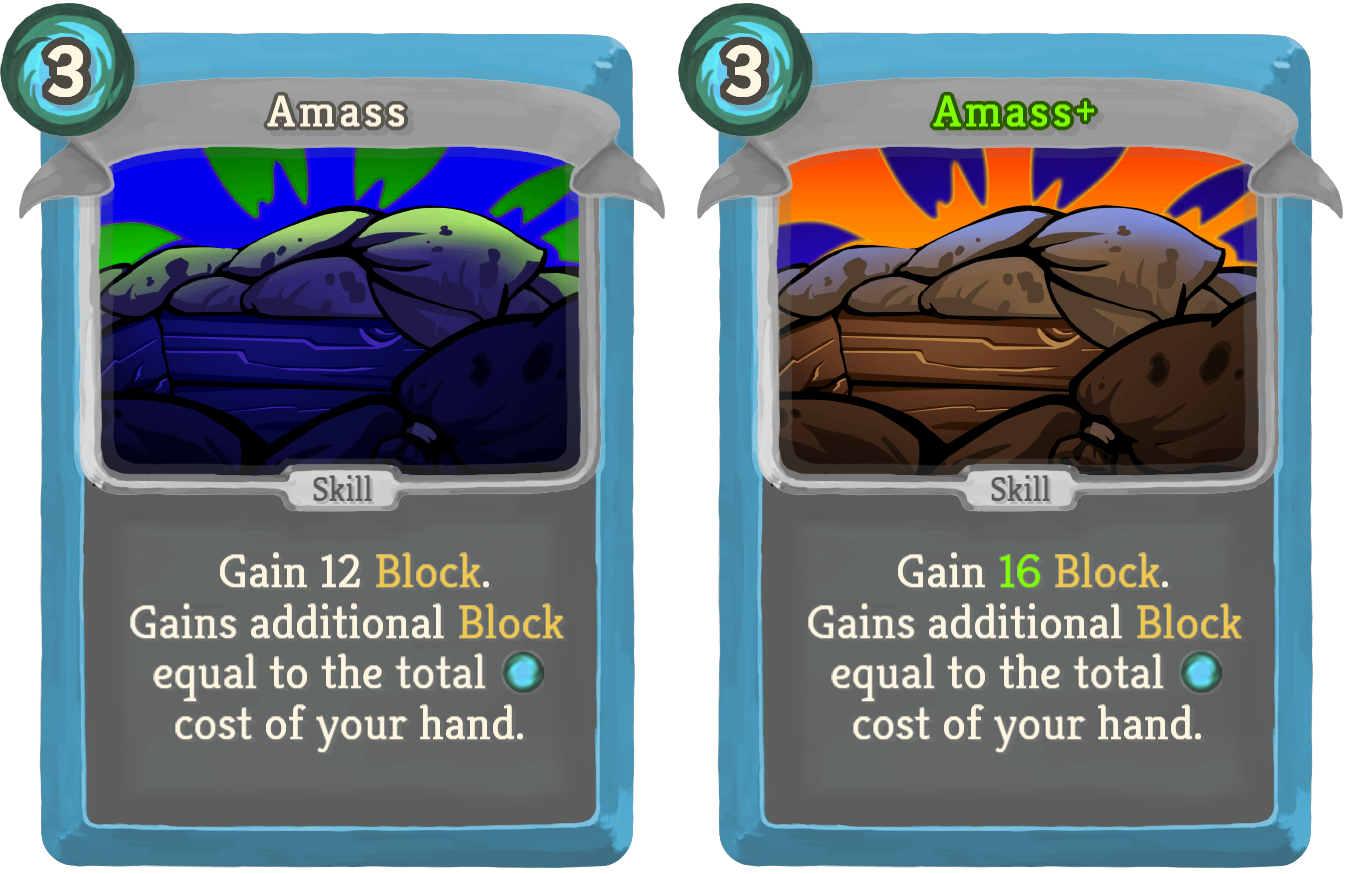 3
Amass
Skill
Gain 12 Block.
Gains additional Block
equal to the total
cost of your hand.
3
Amass+
Skill
Gain 16 Block.
Gains additional Block
equal to the total
cost of your hand.